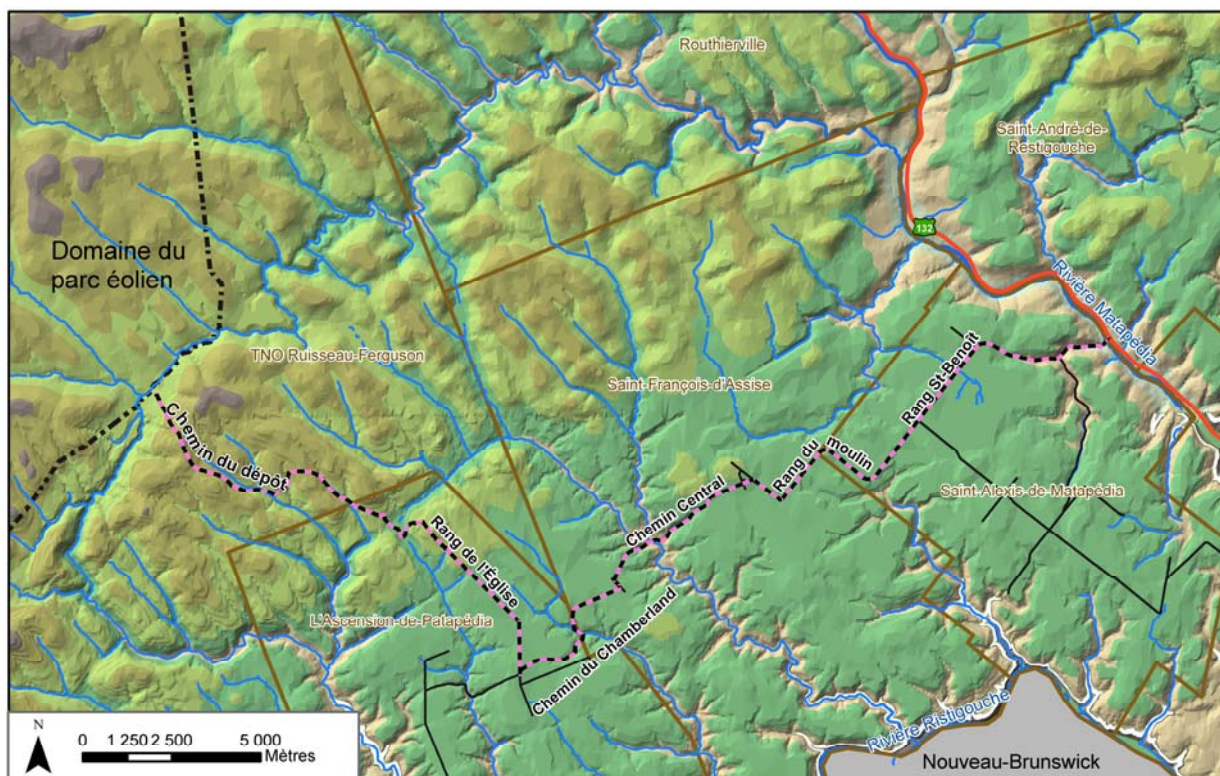 Routhierville
Saint-André-de-
Restigouche
132
Domaine du
parc éolien
Rivière Matapédia
TNO Ruisseau-Ferguson
Saint-François-d'Assise
Rang St-Benoît
Chemin du dépôt
Rang du moulin
Saint-Alexis-de-Matapédia
Chemin Central
Rang de l'Église
L'Ascension-de-Patapédia
Chemin du Chamberland
Rivière Ristigouche
Nouveau-Brunswick
N
0 1 250 2 500 5 000
Mètres